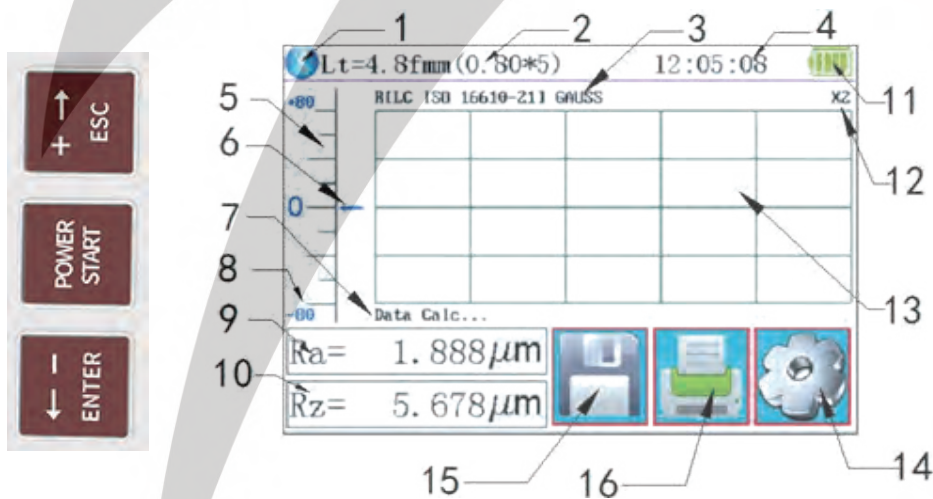 1
2
3
4
Lt=4.8fmm(0.80*5)
12:05:08
11
5
+80
R[LC ISO 16610-21] GAUSS
X2
12
6
0
7
8
-80
Data Calc...
13
9
Ra= 1.888μm
10
Rz= 5.678μm
15
16
14
+ →
ESC
POWER
START
← −
ENTER